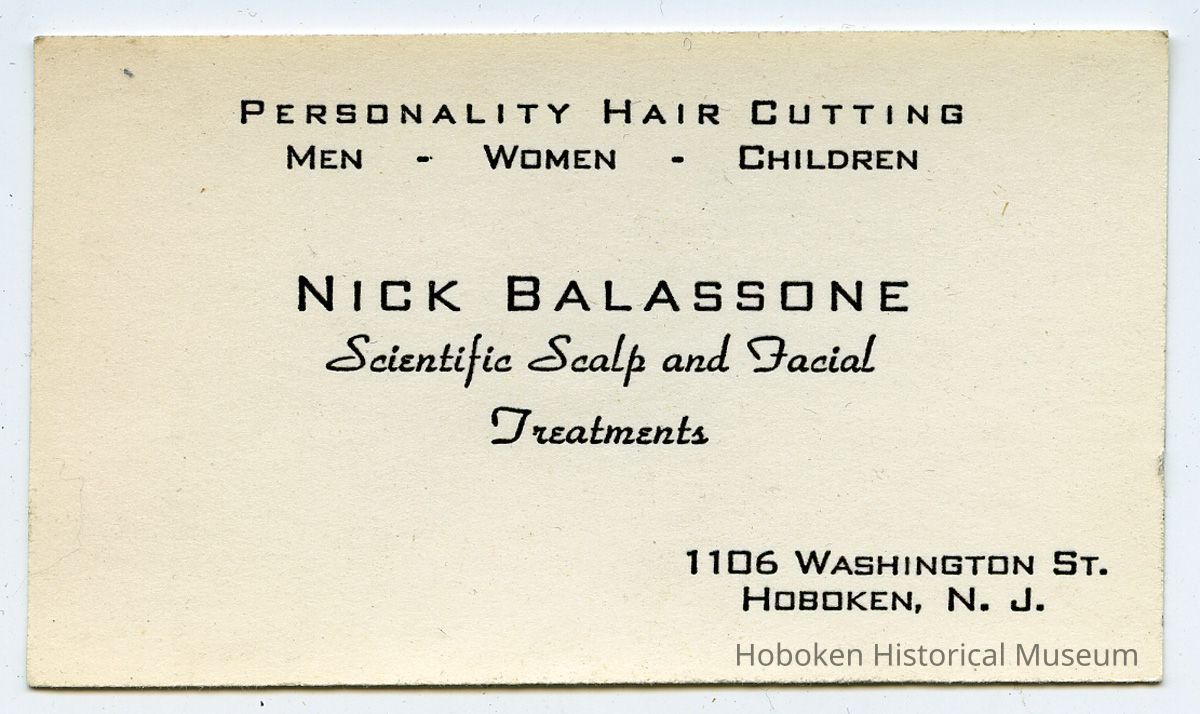 Personality Hair Cutting
Men - Women - Children
Nick Balassone
Scientific Scalp and Facial
Treatments
1106 Washington St.
Hoboken, N. J.
Hoboken Historical Museum